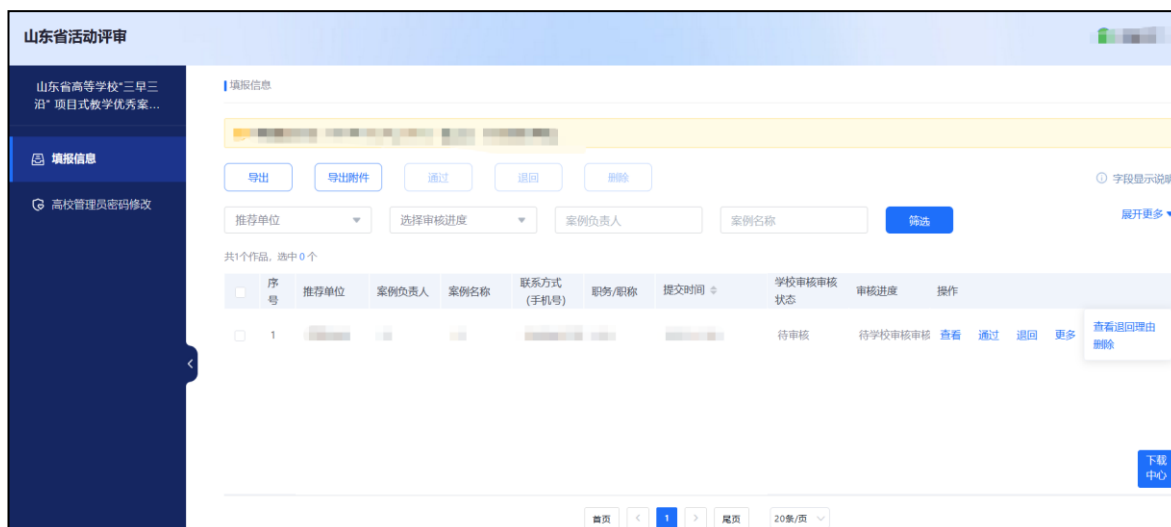 山东省活动评审
山东省高等学校“三早三
沿” 项目式教学优秀案...
填报信息
高校管理员密码修改
填报信息
导出 导出附件 通过 退回 删除
字段显示说明
推荐单位 选择审核进度 案例负责人 案例名称 筛选 展开更多
共1个作品，选中 0 个
序号 推荐单位 案例负责人 案例名称 联系方式(手机号) 职务/职称 提交时间 学校审核审核状态 审核进度 操作
1 待审核 待学校审核审核 查看 通过 退回 更多
查看退回理由
删除
下载
中心
首页 < 1 > 尾页 20条/页